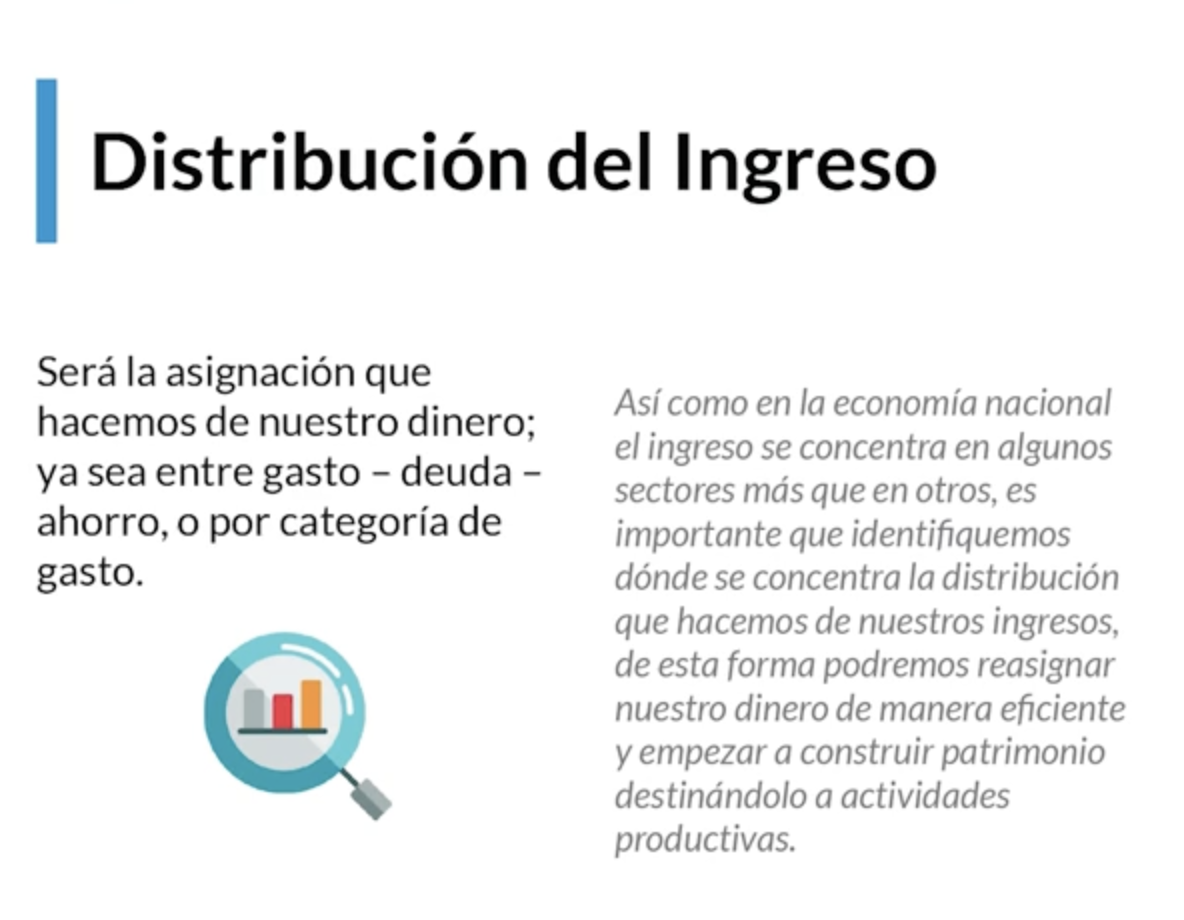 Distribución del Ingreso
Será la asignación que
hacemos de nuestro dinero;
ya sea entre gasto – deuda –
ahorro, o por categoría de
gasto.
Así como en la economía nacional
el ingreso se concentra en algunos
sectores más que en otros, es
importante que identifiquemos
dónde se concentra la distribución
que hacemos de nuestros ingresos,
de esta forma podremos reasignar
nuestro dinero de manera eficiente
y empezar a construir patrimonio
destinándolo a actividades
productivas.